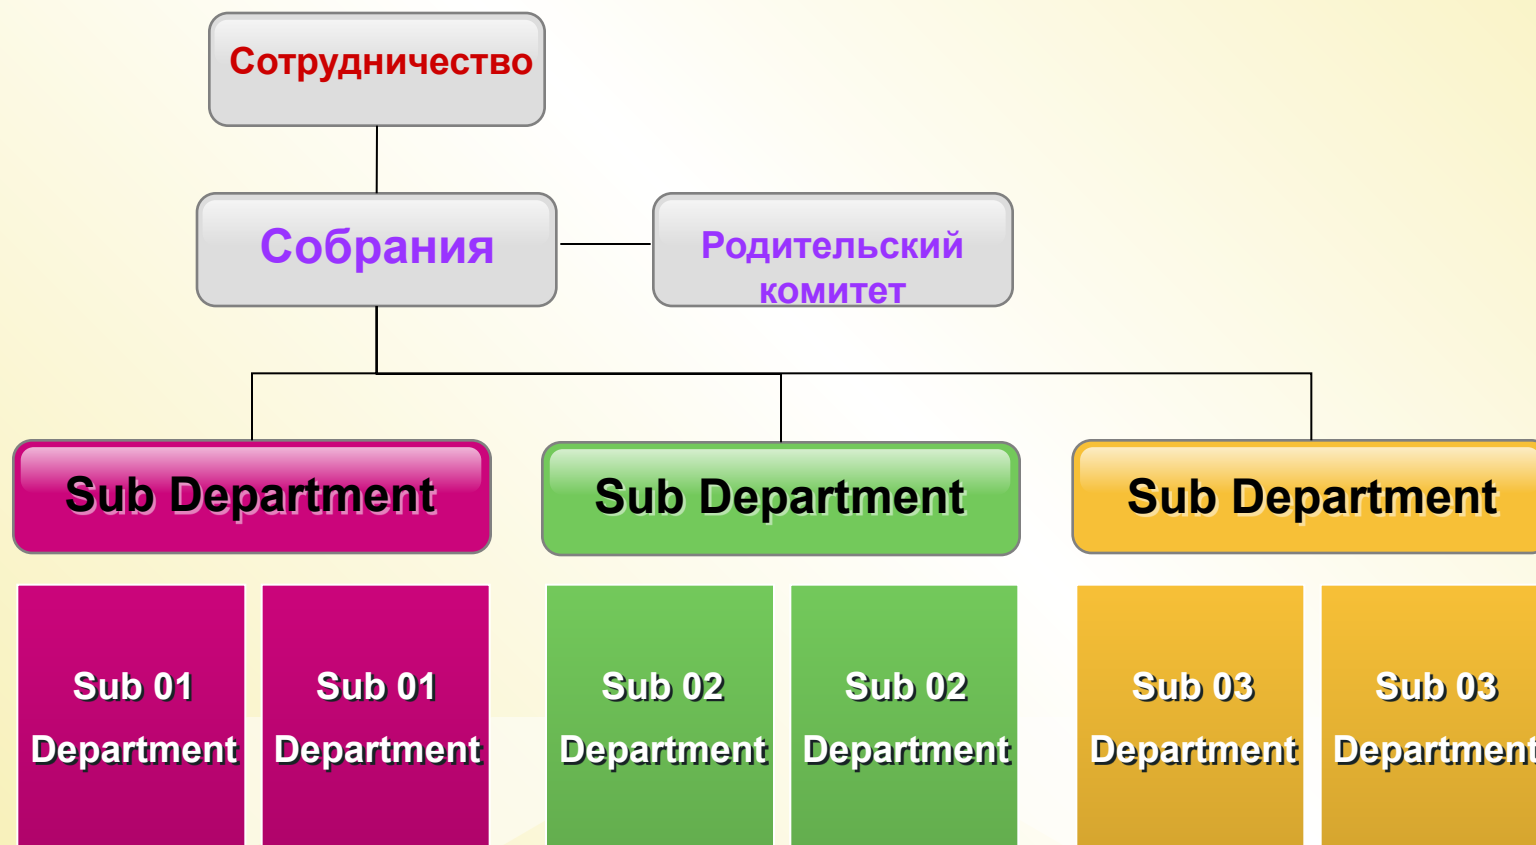 Сотрудничество
Собрания
Родительский
комитет
Sub Department
Sub Department
Sub Department
Sub 01
Department
Sub 01
Department
Sub 02
Department
Sub 02
Department
Sub 03
Department
Sub 03
Department